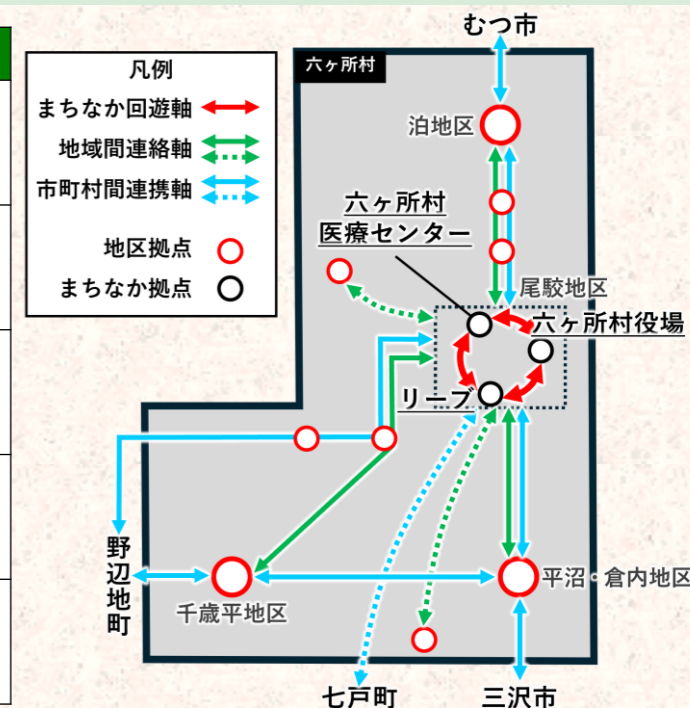 むつ市
六ヶ所村
凡例
まちなか回遊軸
地域間連絡軸
市町村間連携軸
地区拠点
まちなか拠点
泊地区
六ヶ所村
医療センター
尾駮地区
六ヶ所村役場
リーブ
野辺地町
千歳平地区
平沼・倉内地区
七戸町
三沢市